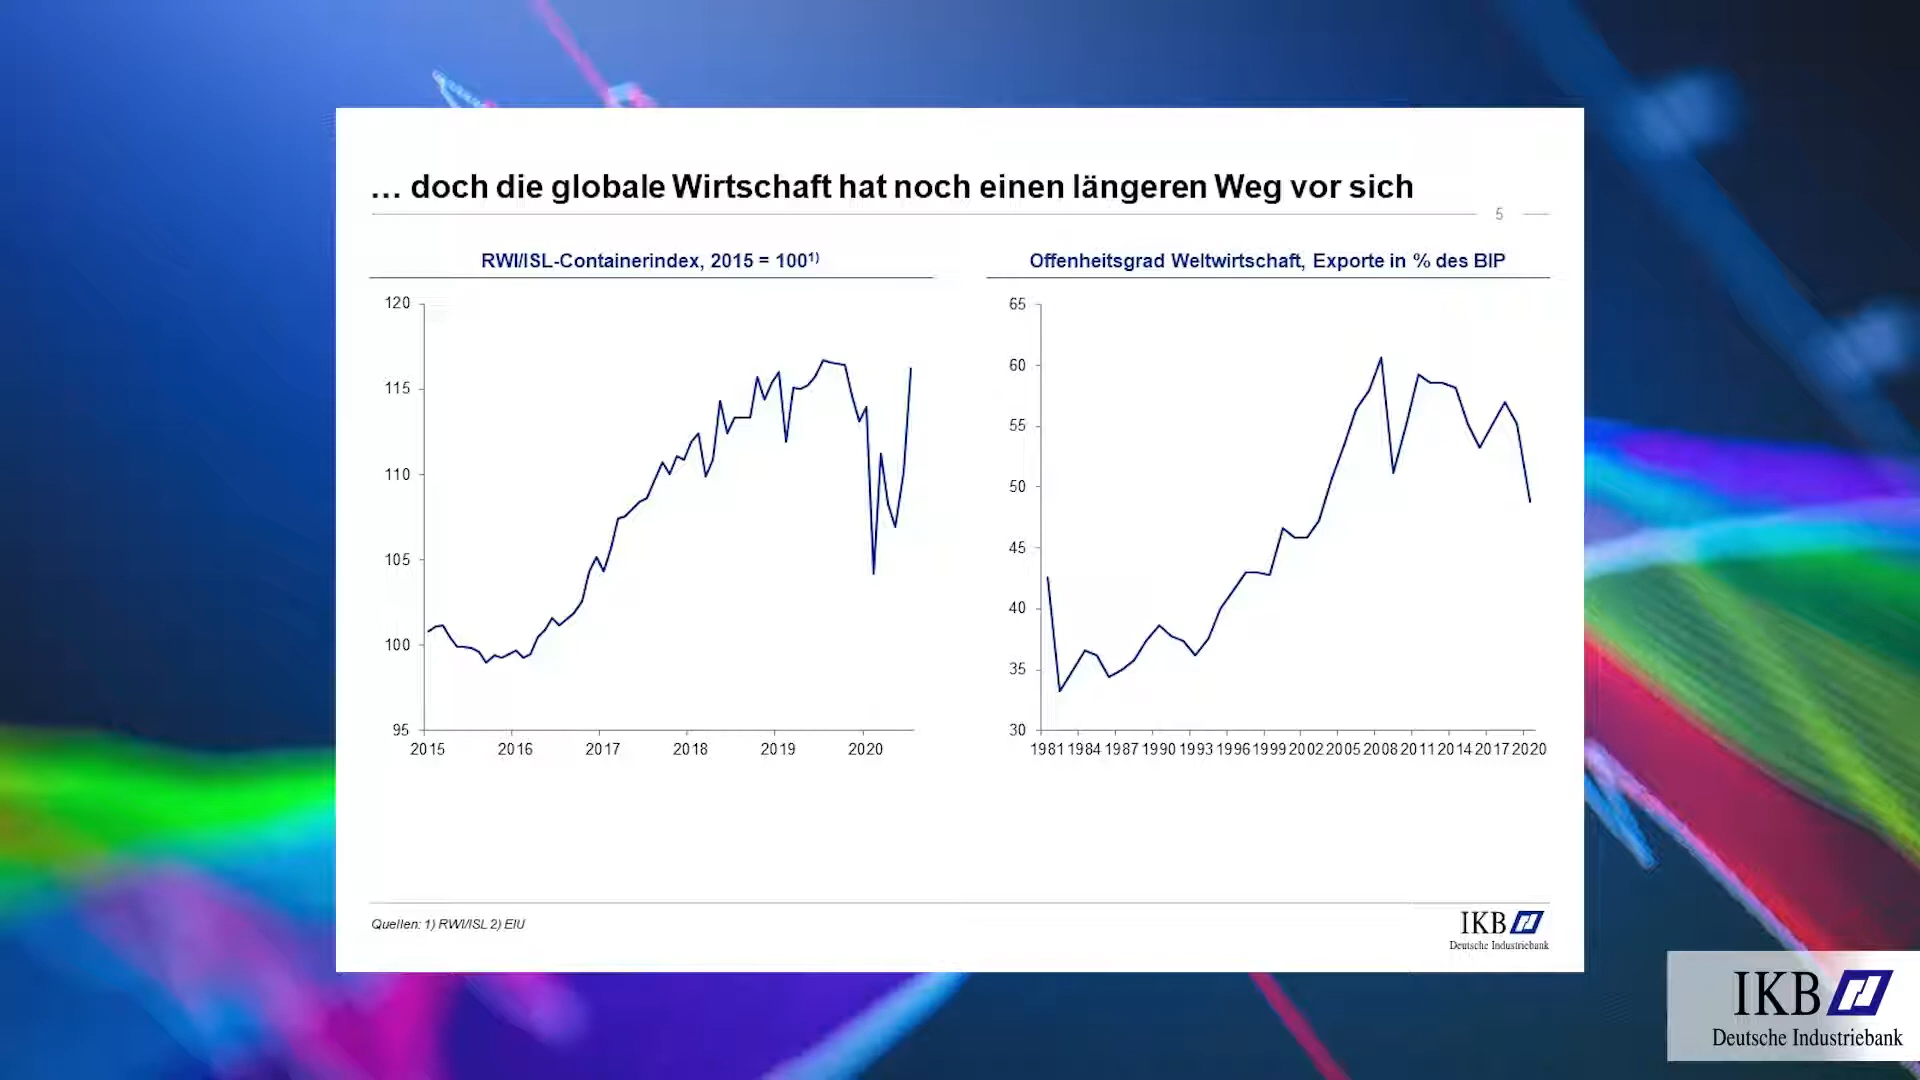 … doch die globale Wirtschaft hat noch einen längeren Weg vor sich
5
RWI/ISL-Containerindex, 2015 = 100¹⁾
120
115
110
105
100
95
2015 2016 2017 2018 2019 2020
Offenheitsgrad Weltwirtschaft, Exporte in % des BIP
65
60
55
50
45
40
35
30
1981 1984 1987 1990 1993 1996 1999 2002 2005 2008 2011 2014 2017 2020
Quellen: 1) RWI/ISL 2) EIU
IKB
Deutsche Industriebank
IKB
Deutsche Industriebank